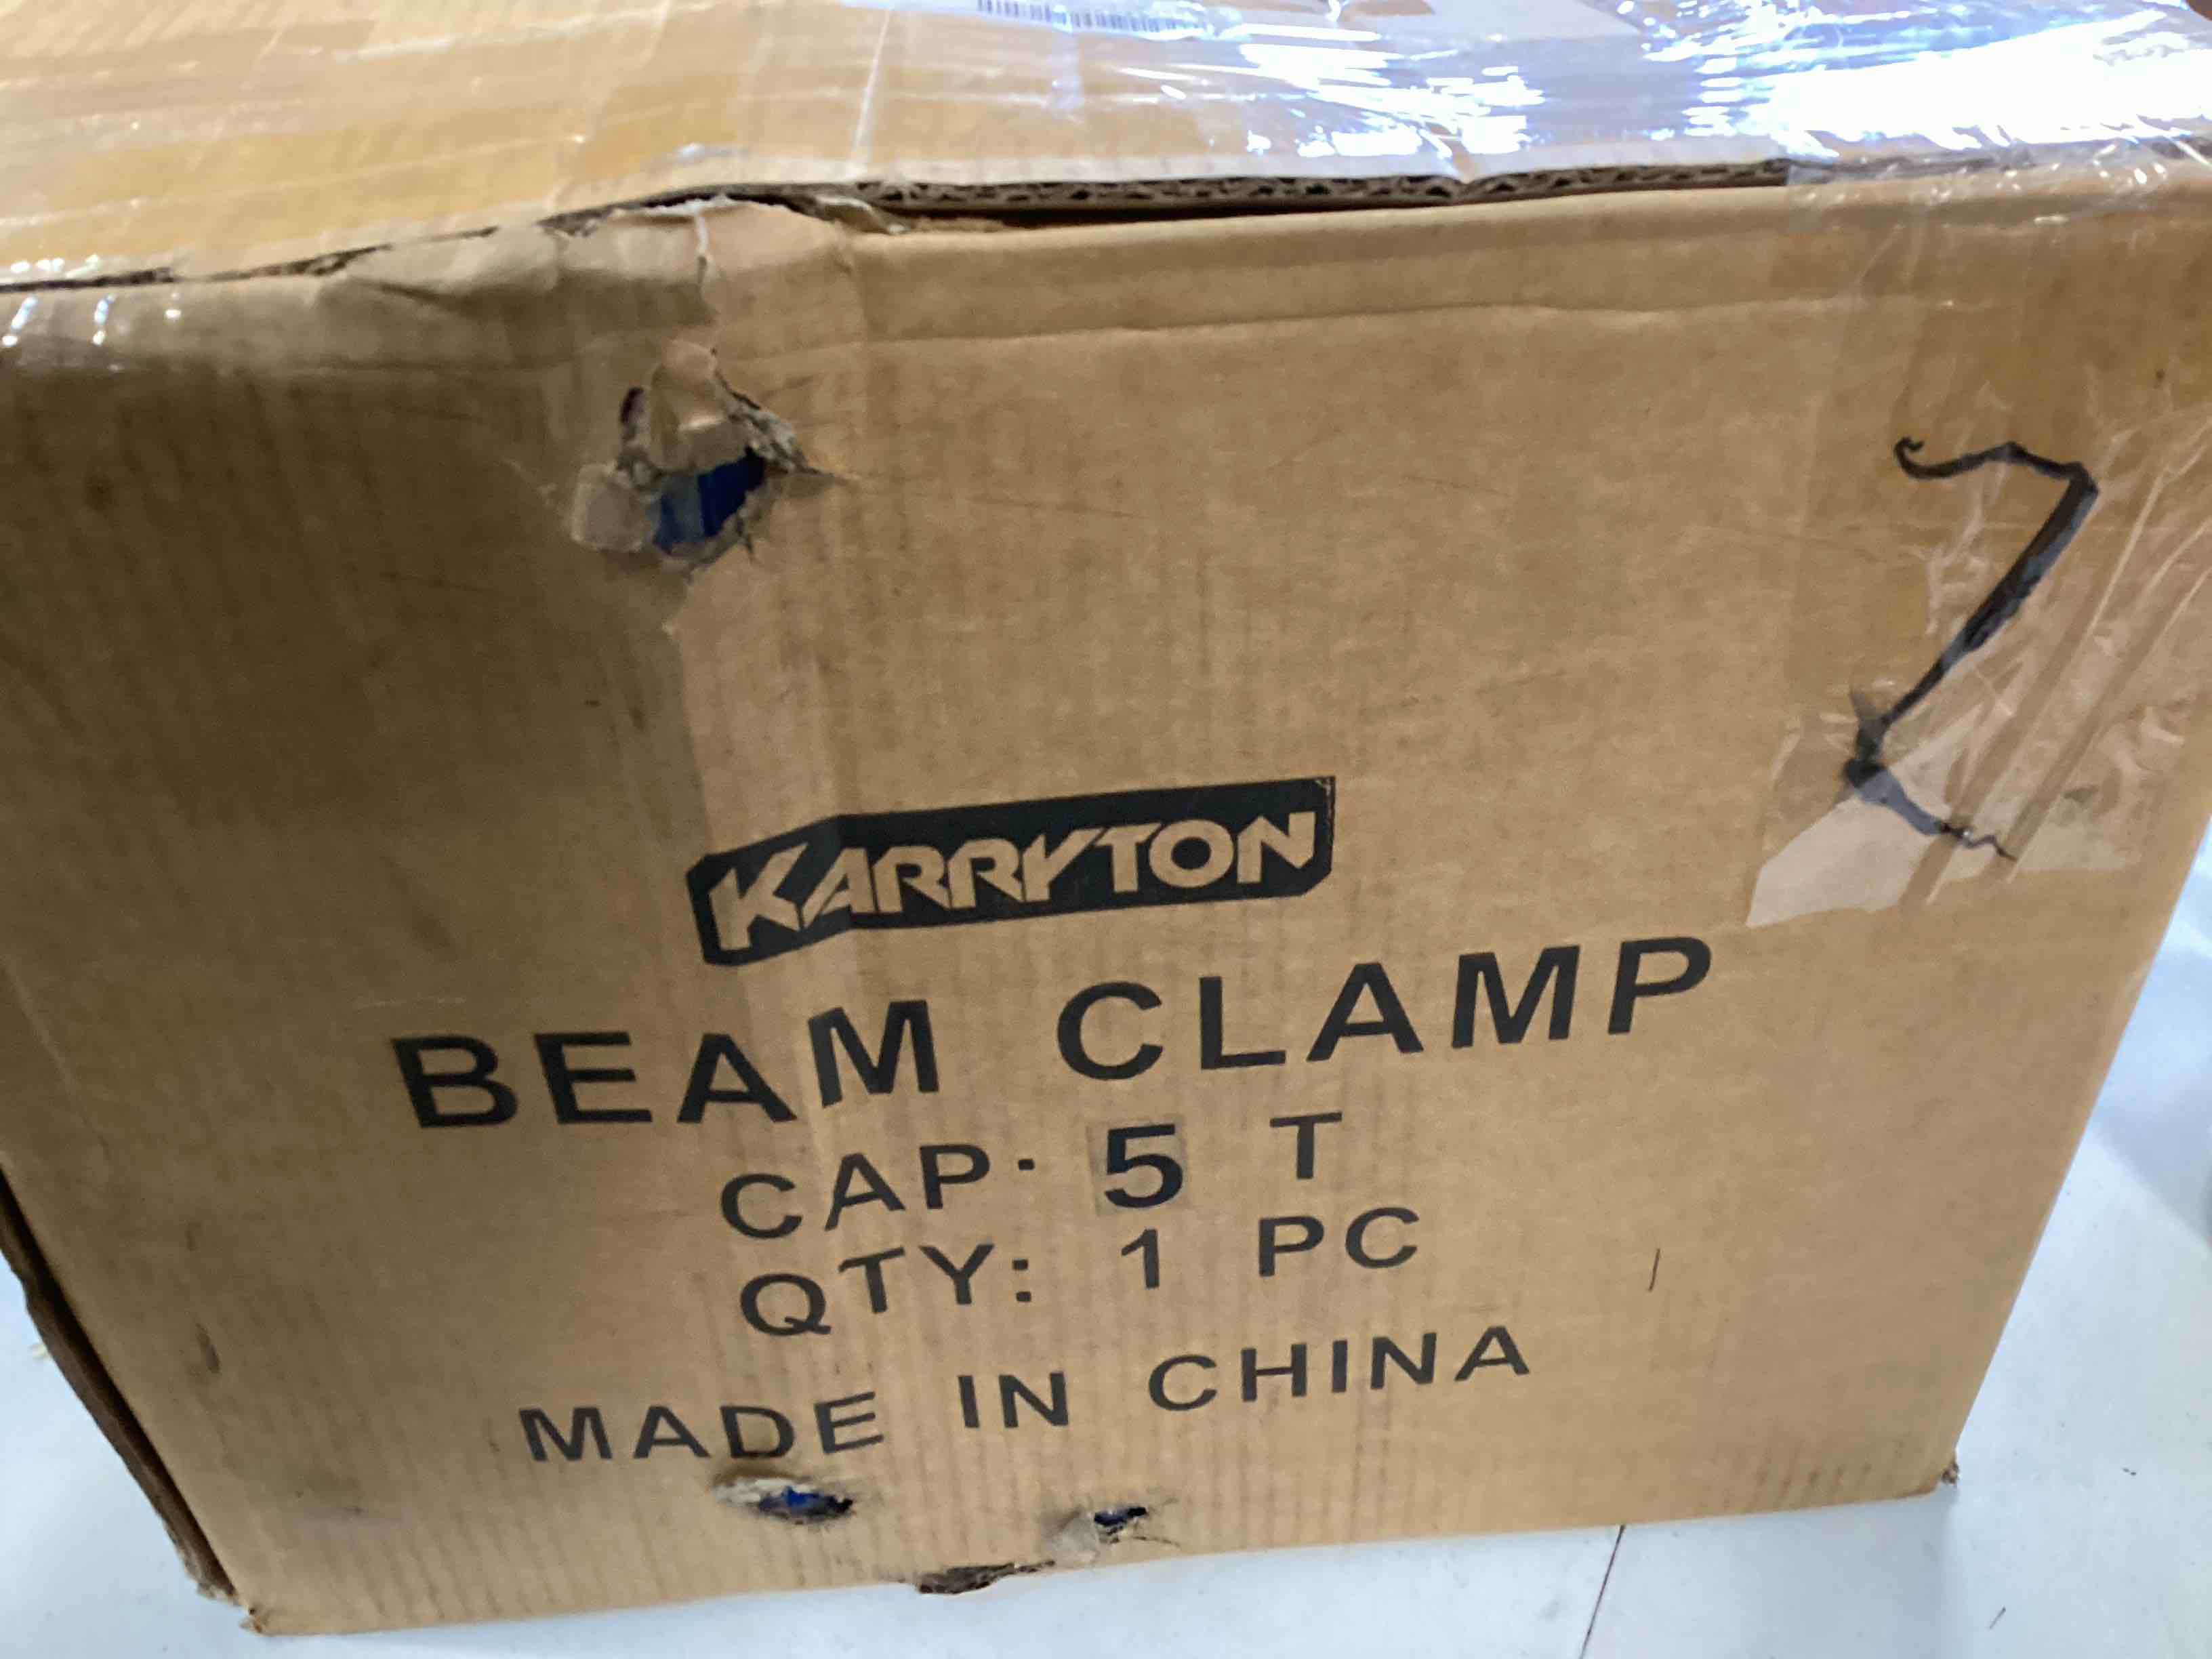 KARRYTON
BEAM CLAMP
CAP: 5 T
QTY: 1 PC
MADE IN CHINA